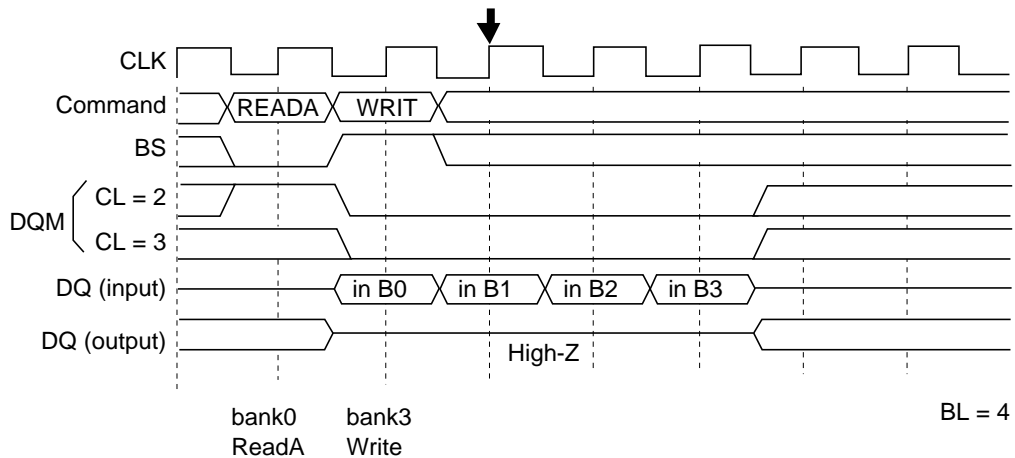 CLK
Command READA WRIT
BS
DQM CL = 2
CL = 3
DQ (input) in B0 in B1 in B2 in B3
DQ (output) High-Z
bank0 bank3 BL = 4
ReadA Write